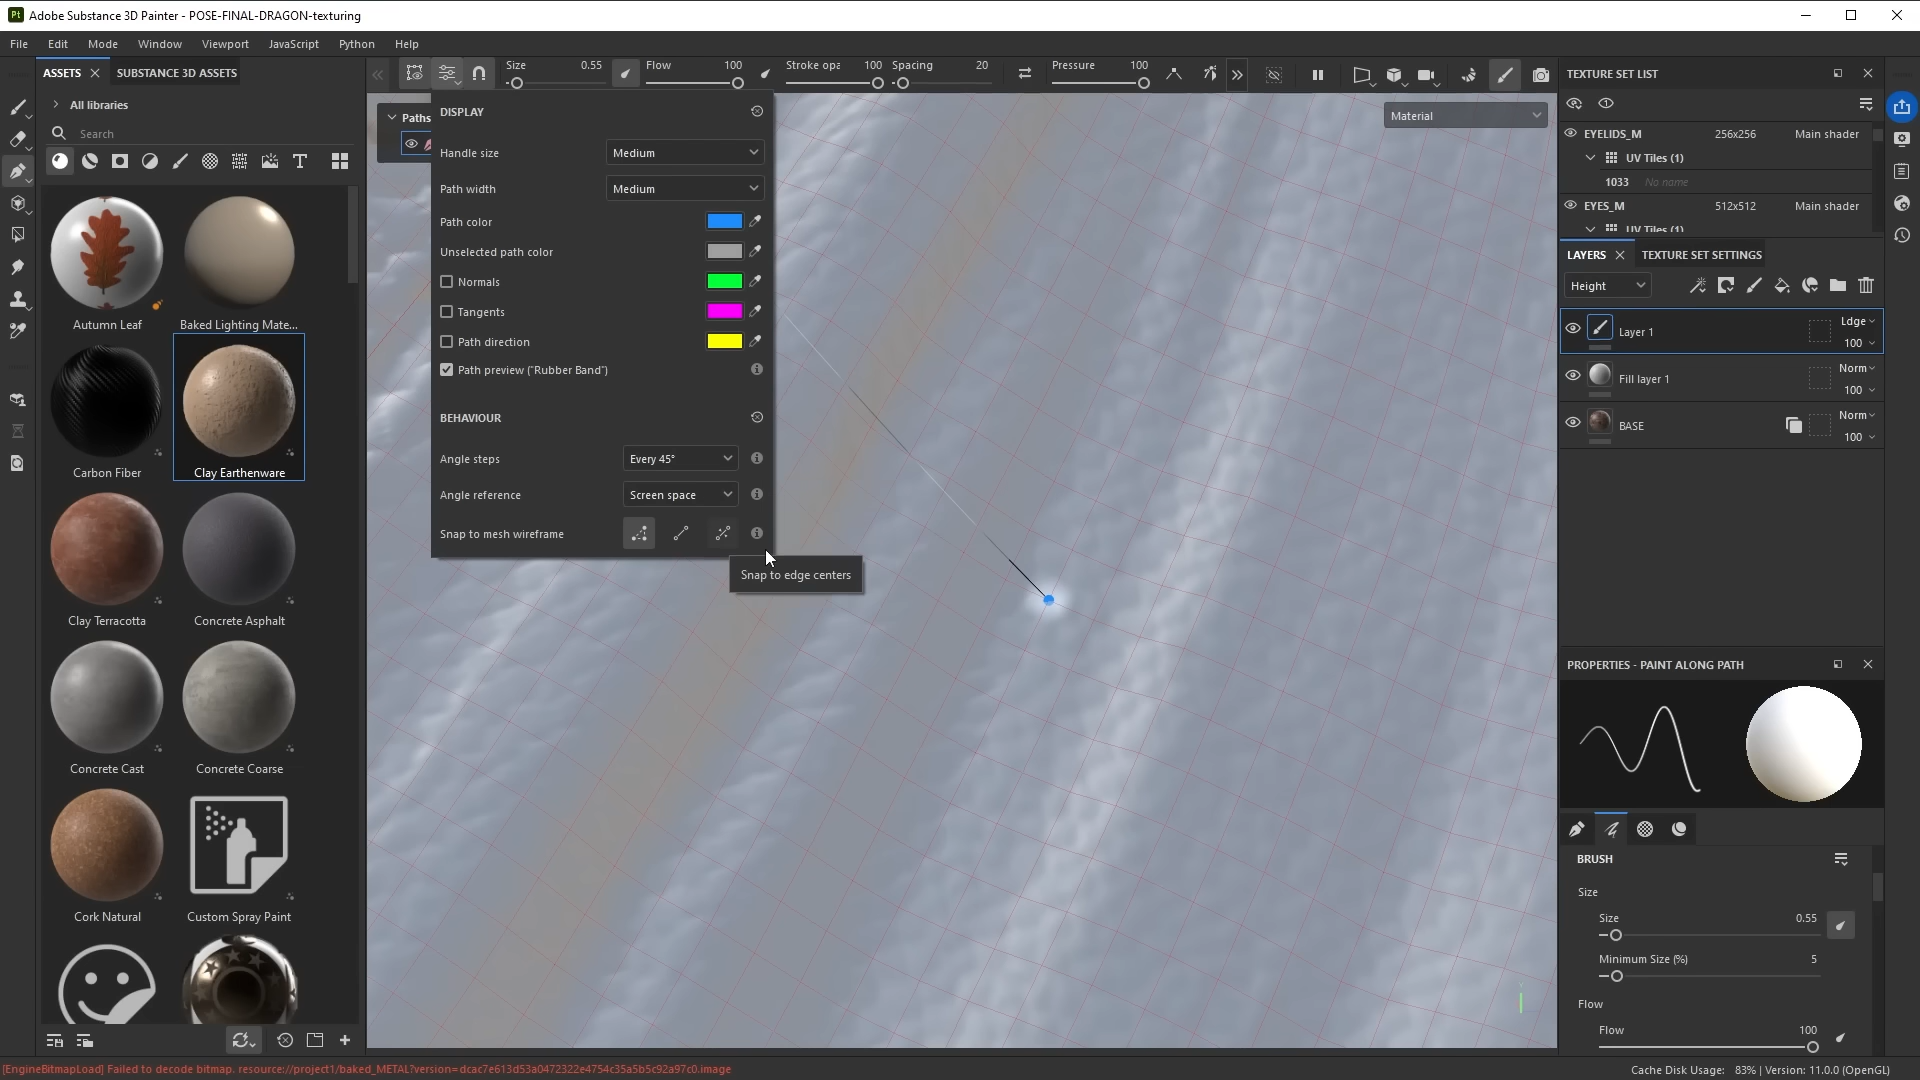 Pt Adobe Substance 3D Painter - POSE-FINAL-DRAGON-texturing
File Edit Mode Window Viewport JavaScript Python Help
ASSETS SUBSTANCE 3D ASSETS
All libraries
Search
Autumn Leaf
Baked Lighting Mate...
Carbon Fiber
Clay Earthenware
Clay Terracotta
Concrete Asphalt
Concrete Cast
Concrete Coarse
Cork Natural
Custom Spray Paint
Size 0.55
Flow 100
Stroke opa 100
Spacing 20
Pressure 100
Paths
DISPLAY
Handle size Medium
Path width Medium
Path color
Unselected path color
Normals
Tangents
Path direction
Path preview ("Rubber Band")
BEHAVIOUR
Angle steps Every 45°
Angle reference Screen space
Snap to mesh wireframe
Snap to edge centers
Material
TEXTURE SET LIST
EYELIDS_M 256x256 Main shader
UV Tiles (1)
1033 No name
EYES_M 512x512 Main shader
UV Tiles (1)
LAYERS TEXTURE SET SETTINGS
Height
Layer 1 Ldge 100
Fill layer 1 Norm 100
BASE Norm 100
PROPERTIES - PAINT ALONG PATH
BRUSH
Size
Size 0.55
Minimum Size (%) 5
Flow
Flow 100
[EngineBitmapLoad] Failed to decode bitmap. resource://project1/baked_METAL?version=dcac7e613d53a0472322e4754c35a5b5c92a97c0.image
Cache Disk Usage: 83% | Version: 11.0.0 (OpenGL)